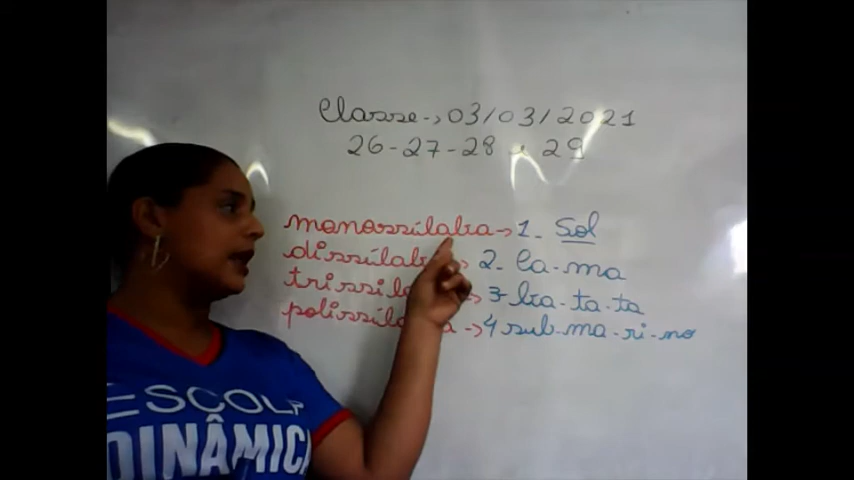 Classe → 03/03/2021
26-27-28 e 29
monossílaba → 1- Sol
dissílaba → 2- la-ma
trissílaba → 3- ba-ta-ta
polissílaba → 4 sub-ma-ri-no
ESCOLA
DINÂMICA